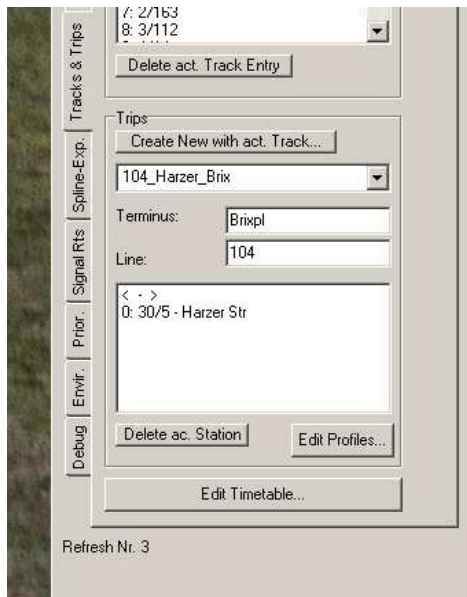 7: 2/163
8: 3/112
Delete act. Track Entry
Tracks & Trips
Trips
Create New with act. Track...
Spline-Exp.
104_Harzer_Brix
Terminus:
Brixpl
Signal Rts
Line:
104
< - >
0: 30/5 - Harzer Str
Prior.
Envir.
Debug
Delete ac. Station
Edit Profiles...
Edit Timetable...
Refresh Nr. 3